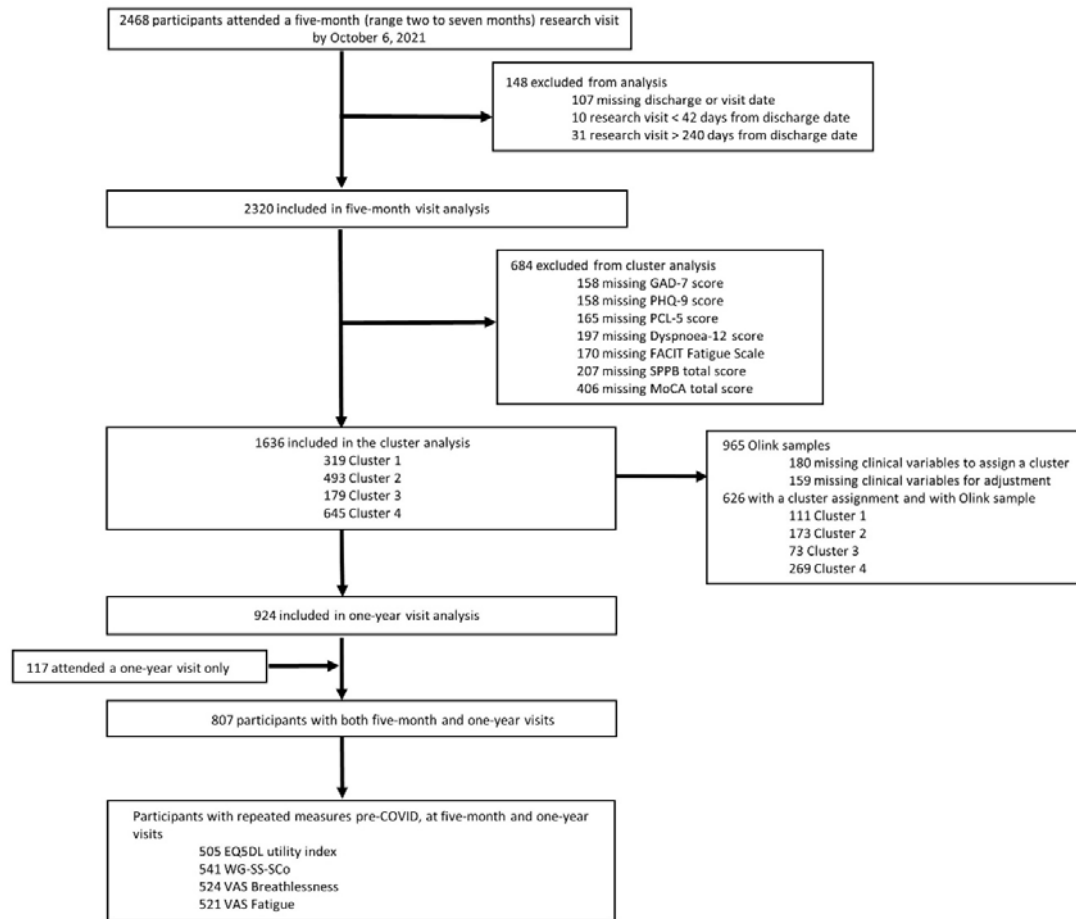 2468 participants attended a five-month (range two to seven months) research visit
by October 6, 2021
148 excluded from analysis
107 missing discharge or visit date
10 research visit < 42 days from discharge date
31 research visit > 240 days from discharge date
2320 included in five-month visit analysis
684 excluded from cluster analysis
158 missing GAD-7 score
158 missing PHQ-9 score
165 missing PCL-5 score
197 missing Dyspnoea-12 score
170 missing FACIT Fatigue Scale
207 missing SPPB total score
406 missing MoCA total score
1636 included in the cluster analysis
319 Cluster 1
493 Cluster 2
179 Cluster 3
645 Cluster 4
965 Olink samples
180 missing clinical variables to assign a cluster
159 missing clinical variables for adjustment
626 with a cluster assignment and with Olink sample
111 Cluster 1
173 Cluster 2
73 Cluster 3
269 Cluster 4
924 included in one-year visit analysis
117 attended a one-year visit only
807 participants with both five-month and one-year visits
Participants with repeated measures pre-COVID, at five-month and one-year
visits
505 EQ5DL utility index
541 WG-SS-SCo
524 VAS Breathlessness
521 VAS Fatigue